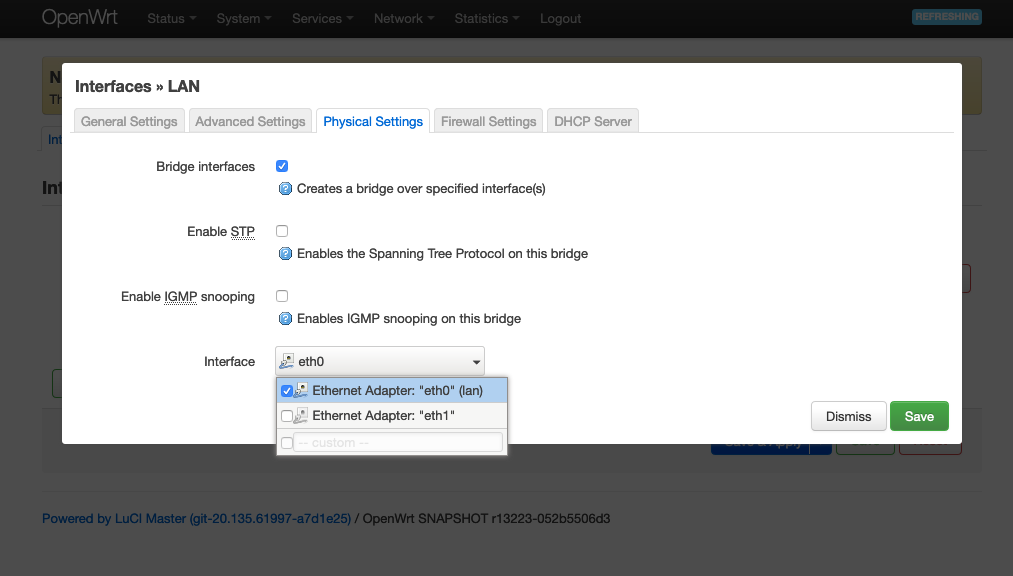 OpenWrt Status System Services Network Statistics Logout REFRESHING
Interfaces » LAN
General Settings Advanced Settings Physical Settings Firewall Settings DHCP Server
Bridge interfaces
Creates a bridge over specified interface(s)
Enable STP
Enables the Spanning Tree Protocol on this bridge
Enable IGMP snooping
Enables IGMP snooping on this bridge
Interface eth0
Ethernet Adapter: "eth0" (lan)
Ethernet Adapter: "eth1"
-- custom --
Dismiss Save
Powered by LuCI Master (git-20.135.61997-a7d1e25) / OpenWrt SNAPSHOT r13223-052b5506d3